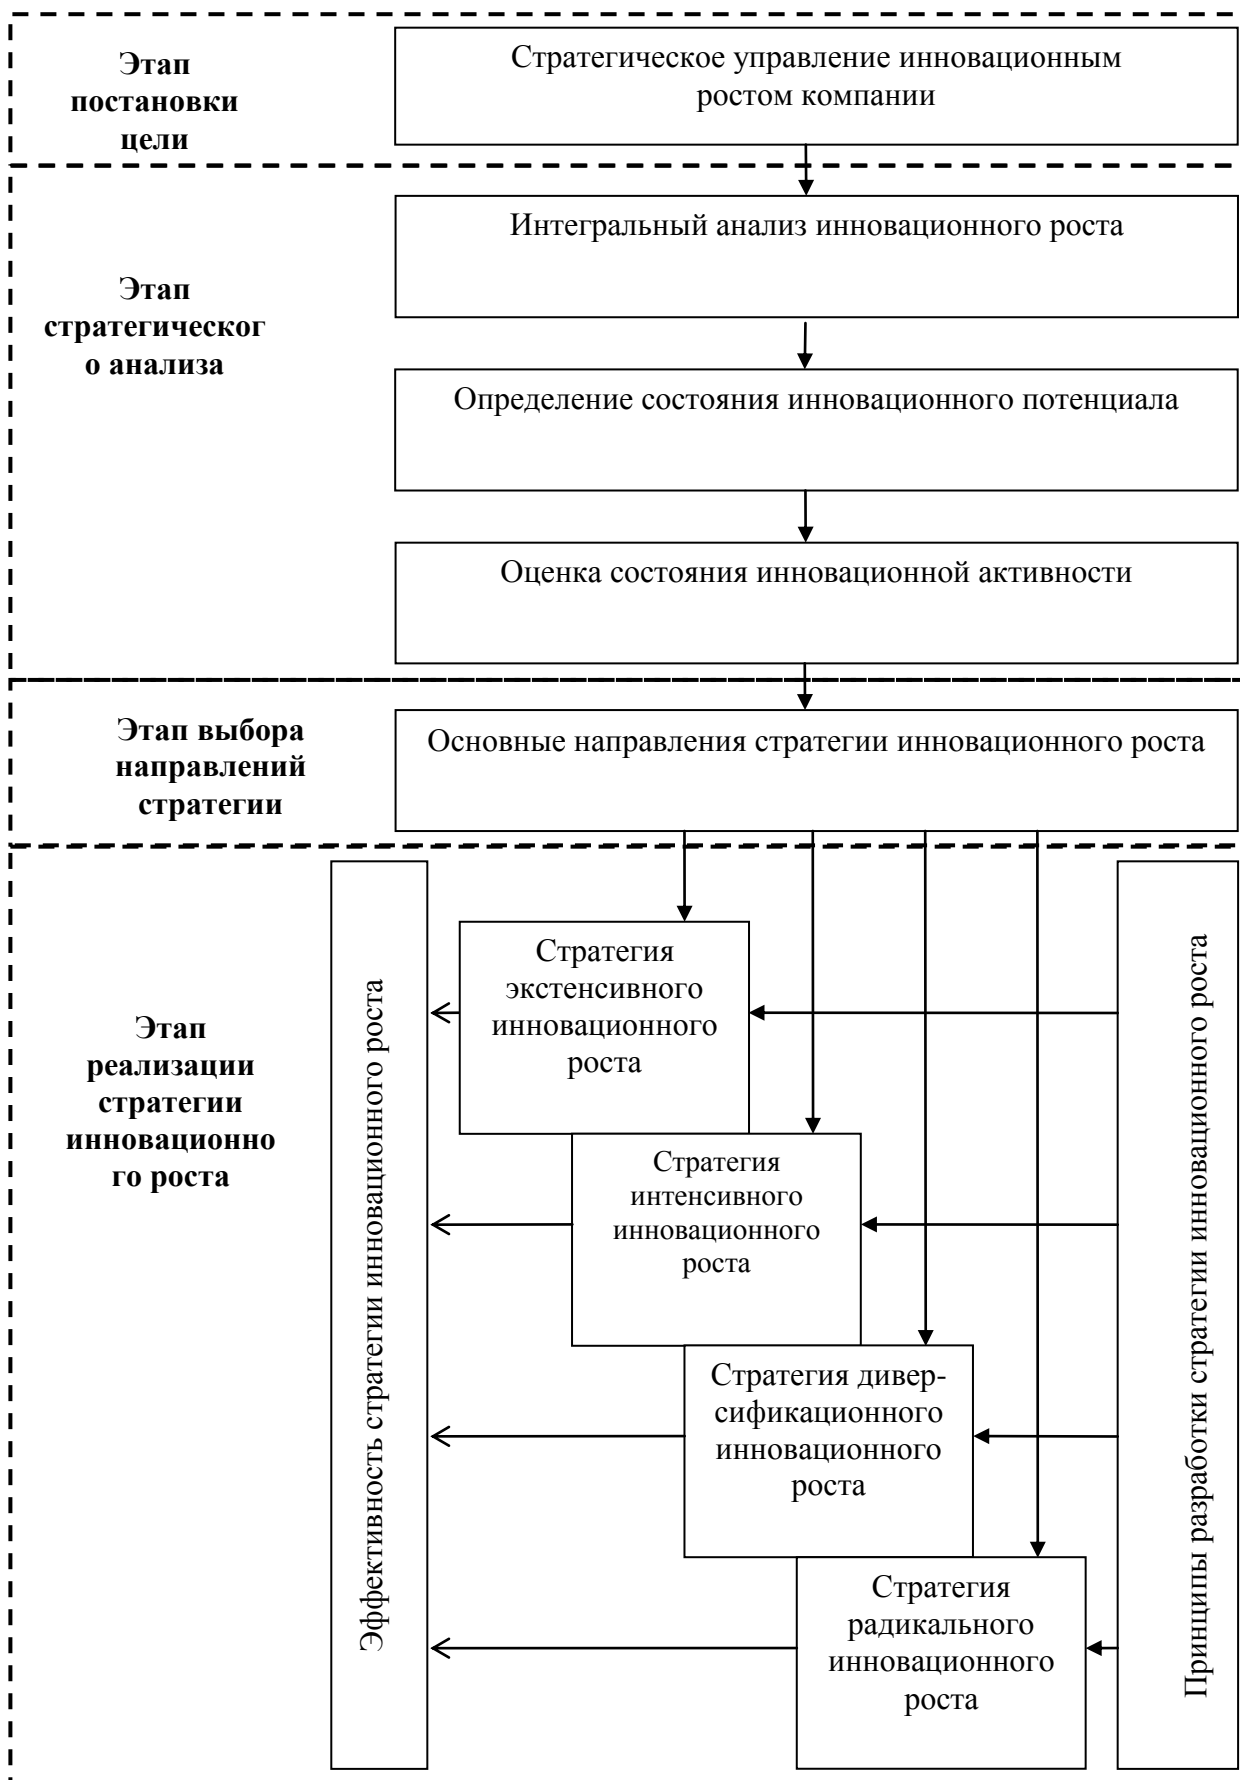 Этап
постановки
цели
Стратегическое управление инновационным
ростом компании
Этап
стратегическог
о анализа
Интегральный анализ инновационного роста
Определение состояния инновационного потенциала
Оценка состояния инновационной активности
Этап выбора
направлений
стратегии
Основные направления стратегии инновационного роста
Этап
реализации
стратегии
инновационно
го роста
Эффективность стратегии инновационного роста
Стратегия
экстенсивного
инновационного
роста
Стратегия
интенсивного
инновационного
роста
Стратегия дивер-
сификационного
инновационного
роста
Стратегия
радикального
инновационного
роста
Принципы разработки стратегии инновационного роста